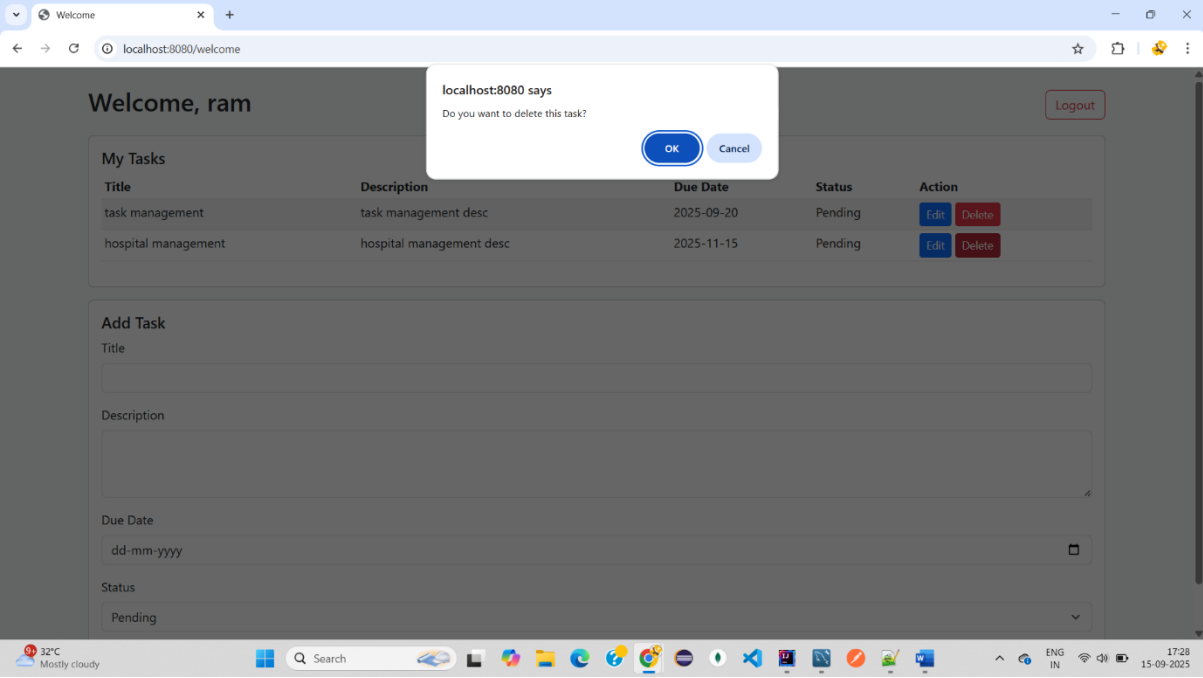 Welcome
localhost:8080/welcome
localhost:8080 says
Do you want to delete this task?
OK Cancel
Welcome, ram Logout
My Tasks
Title Description Due Date Status Action
task management task management desc 2025-09-20 Pending Edit Delete
hospital management hospital management desc 2025-11-15 Pending Edit Delete
Add Task
Title
Description
Due Date
dd-mm-yyyy
Status
Pending
9+ 32°C
Mostly cloudy
Search
ENG
IN
17:28
15-09-2025